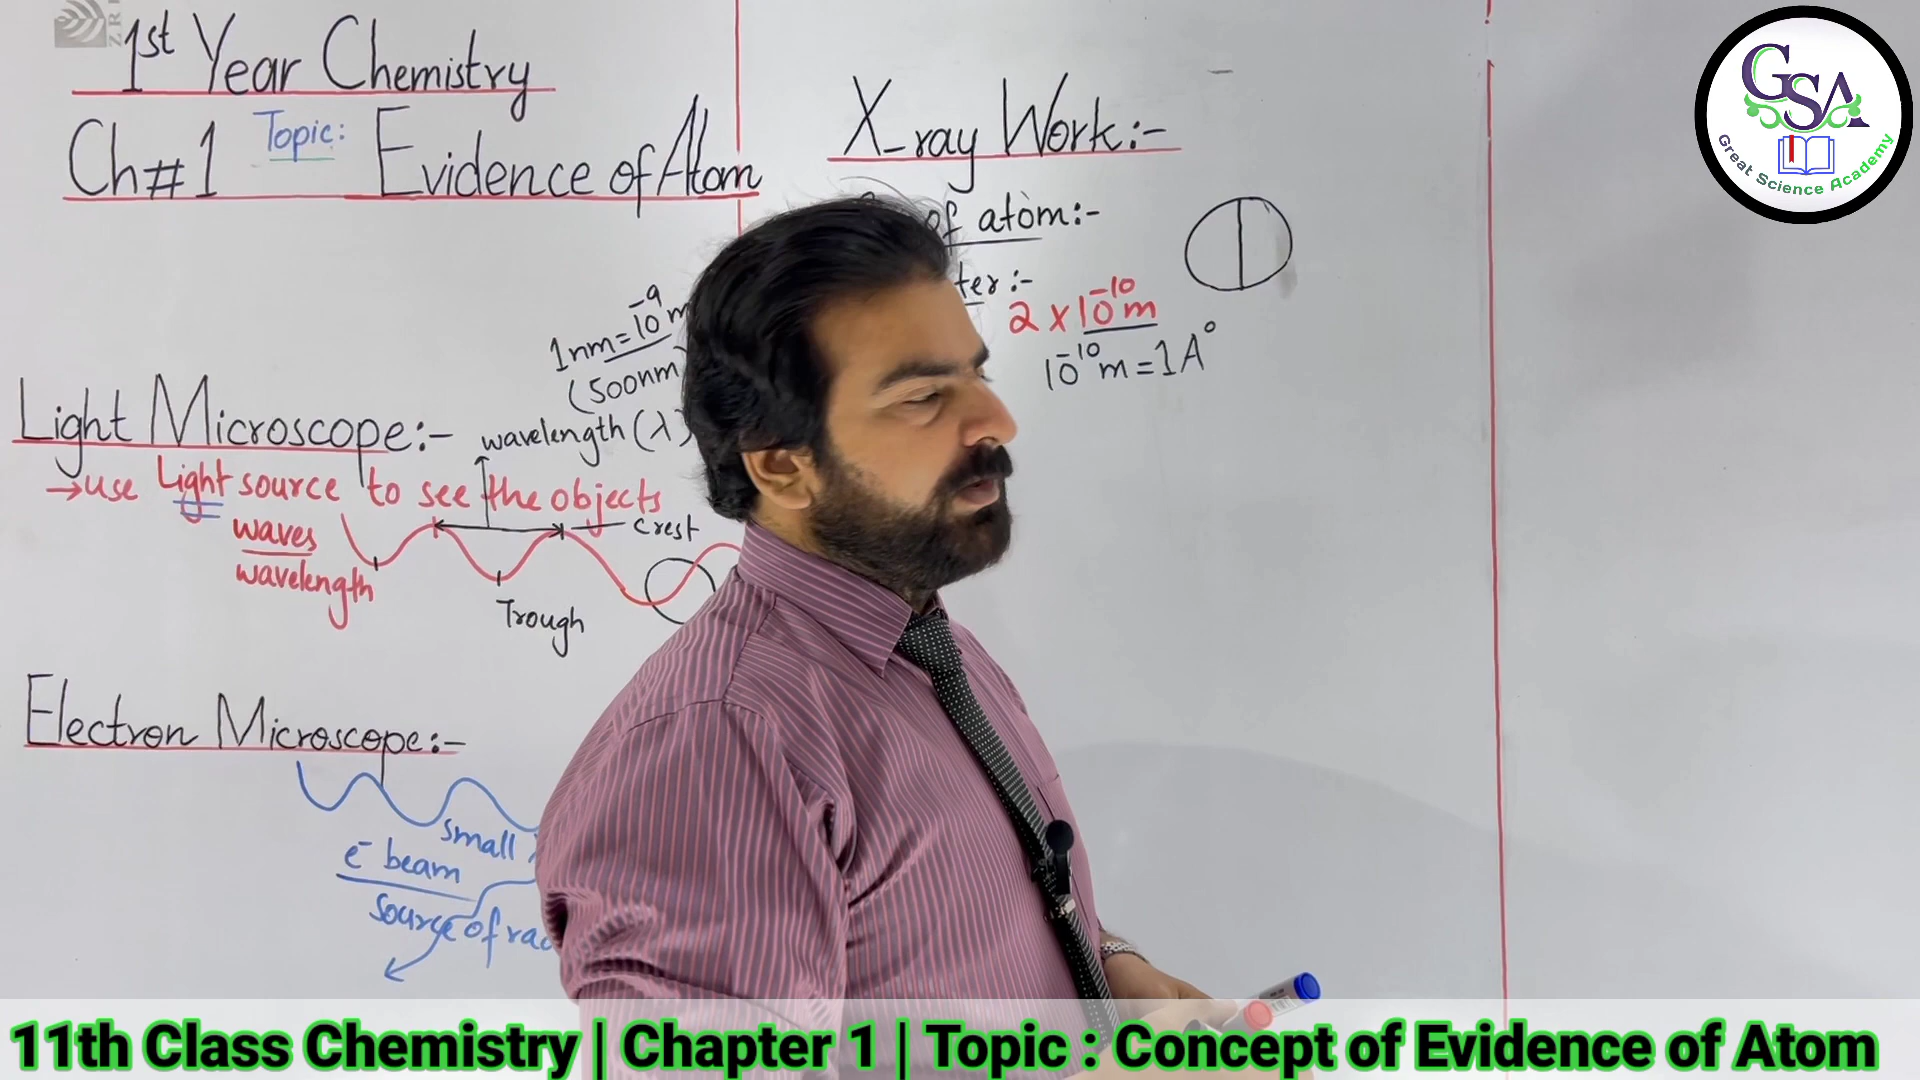 1st Year Chemistry
Ch#1 Topic: Evidence of Atom
1nm=10⁻⁹m
(500nm)
Light Microscope:-
wavelength (λ)
→use Light source to see the objects
waves
crest
wavelength
Trough
Electron Microscope:-
small
e⁻ beam
source of
X-ray Work:-
of atom:-
2×10⁻¹⁰m
10⁻¹⁰m=1A°
GSA
Great Science Academy
11th Class Chemistry | Chapter 1 | Topic : Concept of Evidence of Atom